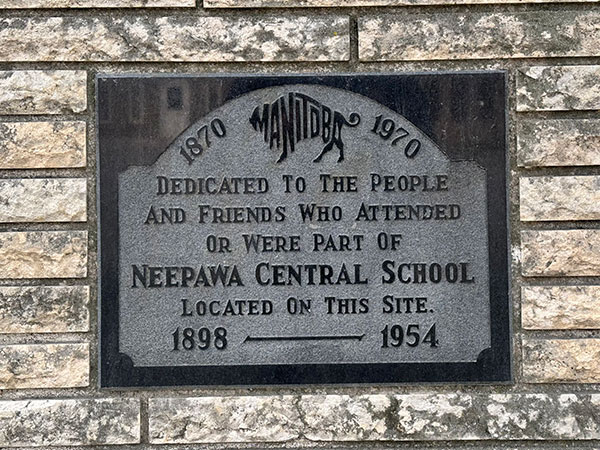 1870 MANITOBA 1970
DEDICATED TO THE PEOPLE
AND FRIENDS WHO ATTENDED
OR WERE PART OF
NEEPAWA CENTRAL SCHOOL
LOCATED ON THIS SITE.
1898 — 1954